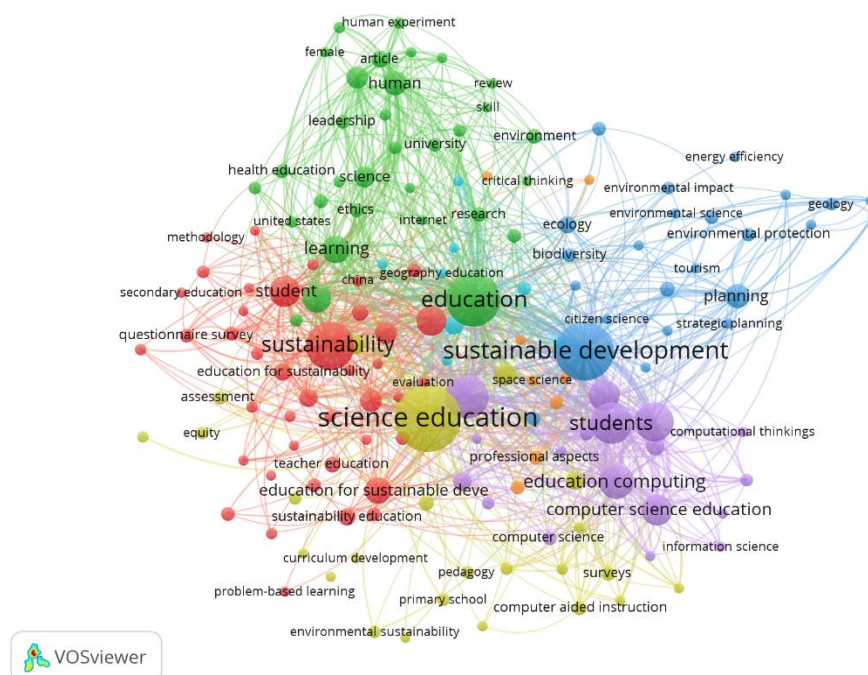 human experiment
female
article
human
review
skill
leadership
university
environment
energy efficiency
health education
science
critical thinking
environmental impact
geology
united states
ethics
internet
research
ecology
environmental science
methodology
learning
biodiversity
environmental protection
secondary education
student
china
geography education
education
tourism
planning
questionnaire survey
sustainability
citizen science
strategic planning
sustainable development
education for sustainability
evaluation
space science
assessment
science education
students
equity
computational thinkings
teacher education
professional aspects
education for sustainable deve
education computing
sustainability education
computer science education
computer science
information science
curriculum development
pedagogy
surveys
problem-based learning
primary school
computer aided instruction
environmental sustainability
VOSviewer